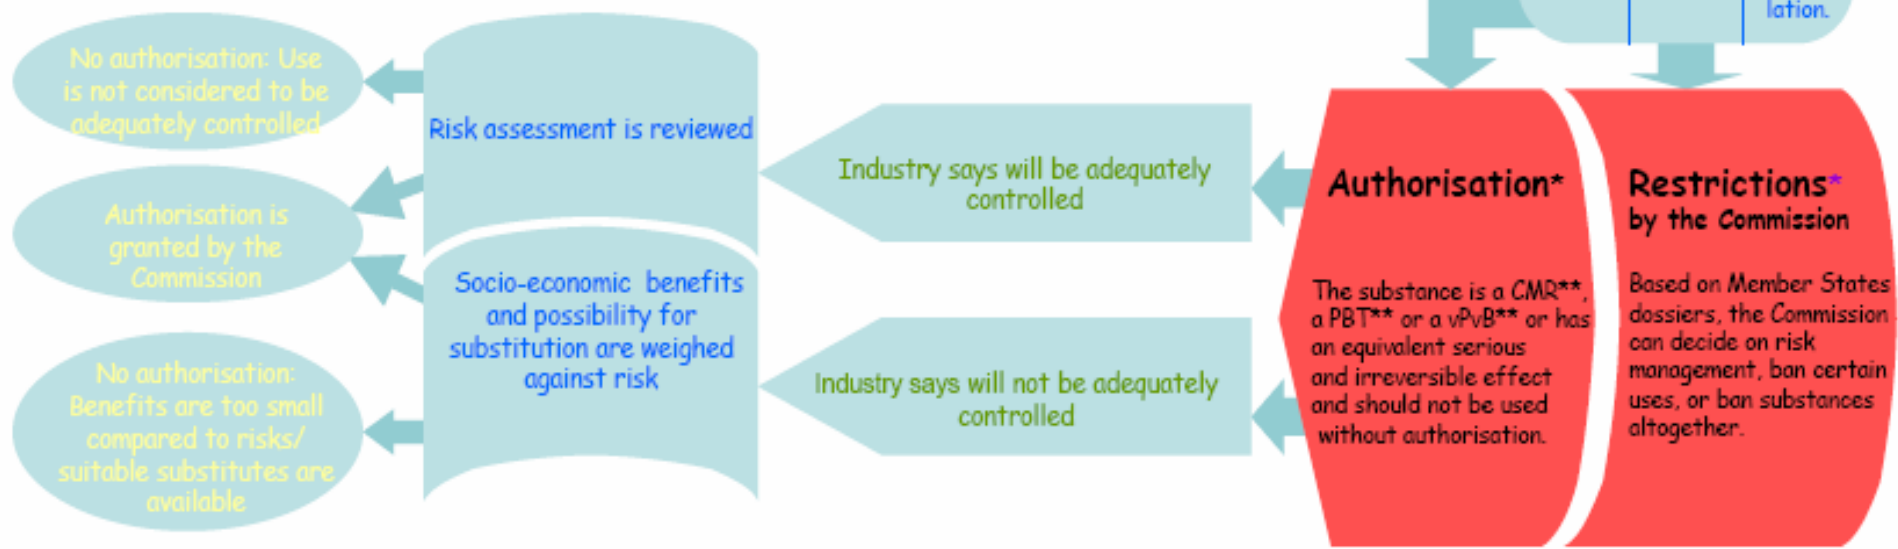 lation.
No authorisation: Use
is not considered to be
adequately controlled
Authorisation is
granted by the
Commission
No authorisation:
Benefits are too small
compared to risks/
suitable substitutes are
available
Risk assessment is reviewed
Socio-economic benefits
and possibility for
substitution are weighed
against risk
Industry says will be adequately
controlled
Industry says will not be adequately
controlled
Authorisation*
The substance is a CMR**,
a PBT** or a vPvB** or has
an equivalent serious
and irreversible effect
and should not be used
without authorisation.
Restrictions*
by the Commission
Based on Member States
dossiers, the Commission
can decide on risk
management, ban certain
uses, or ban substances
altogether.